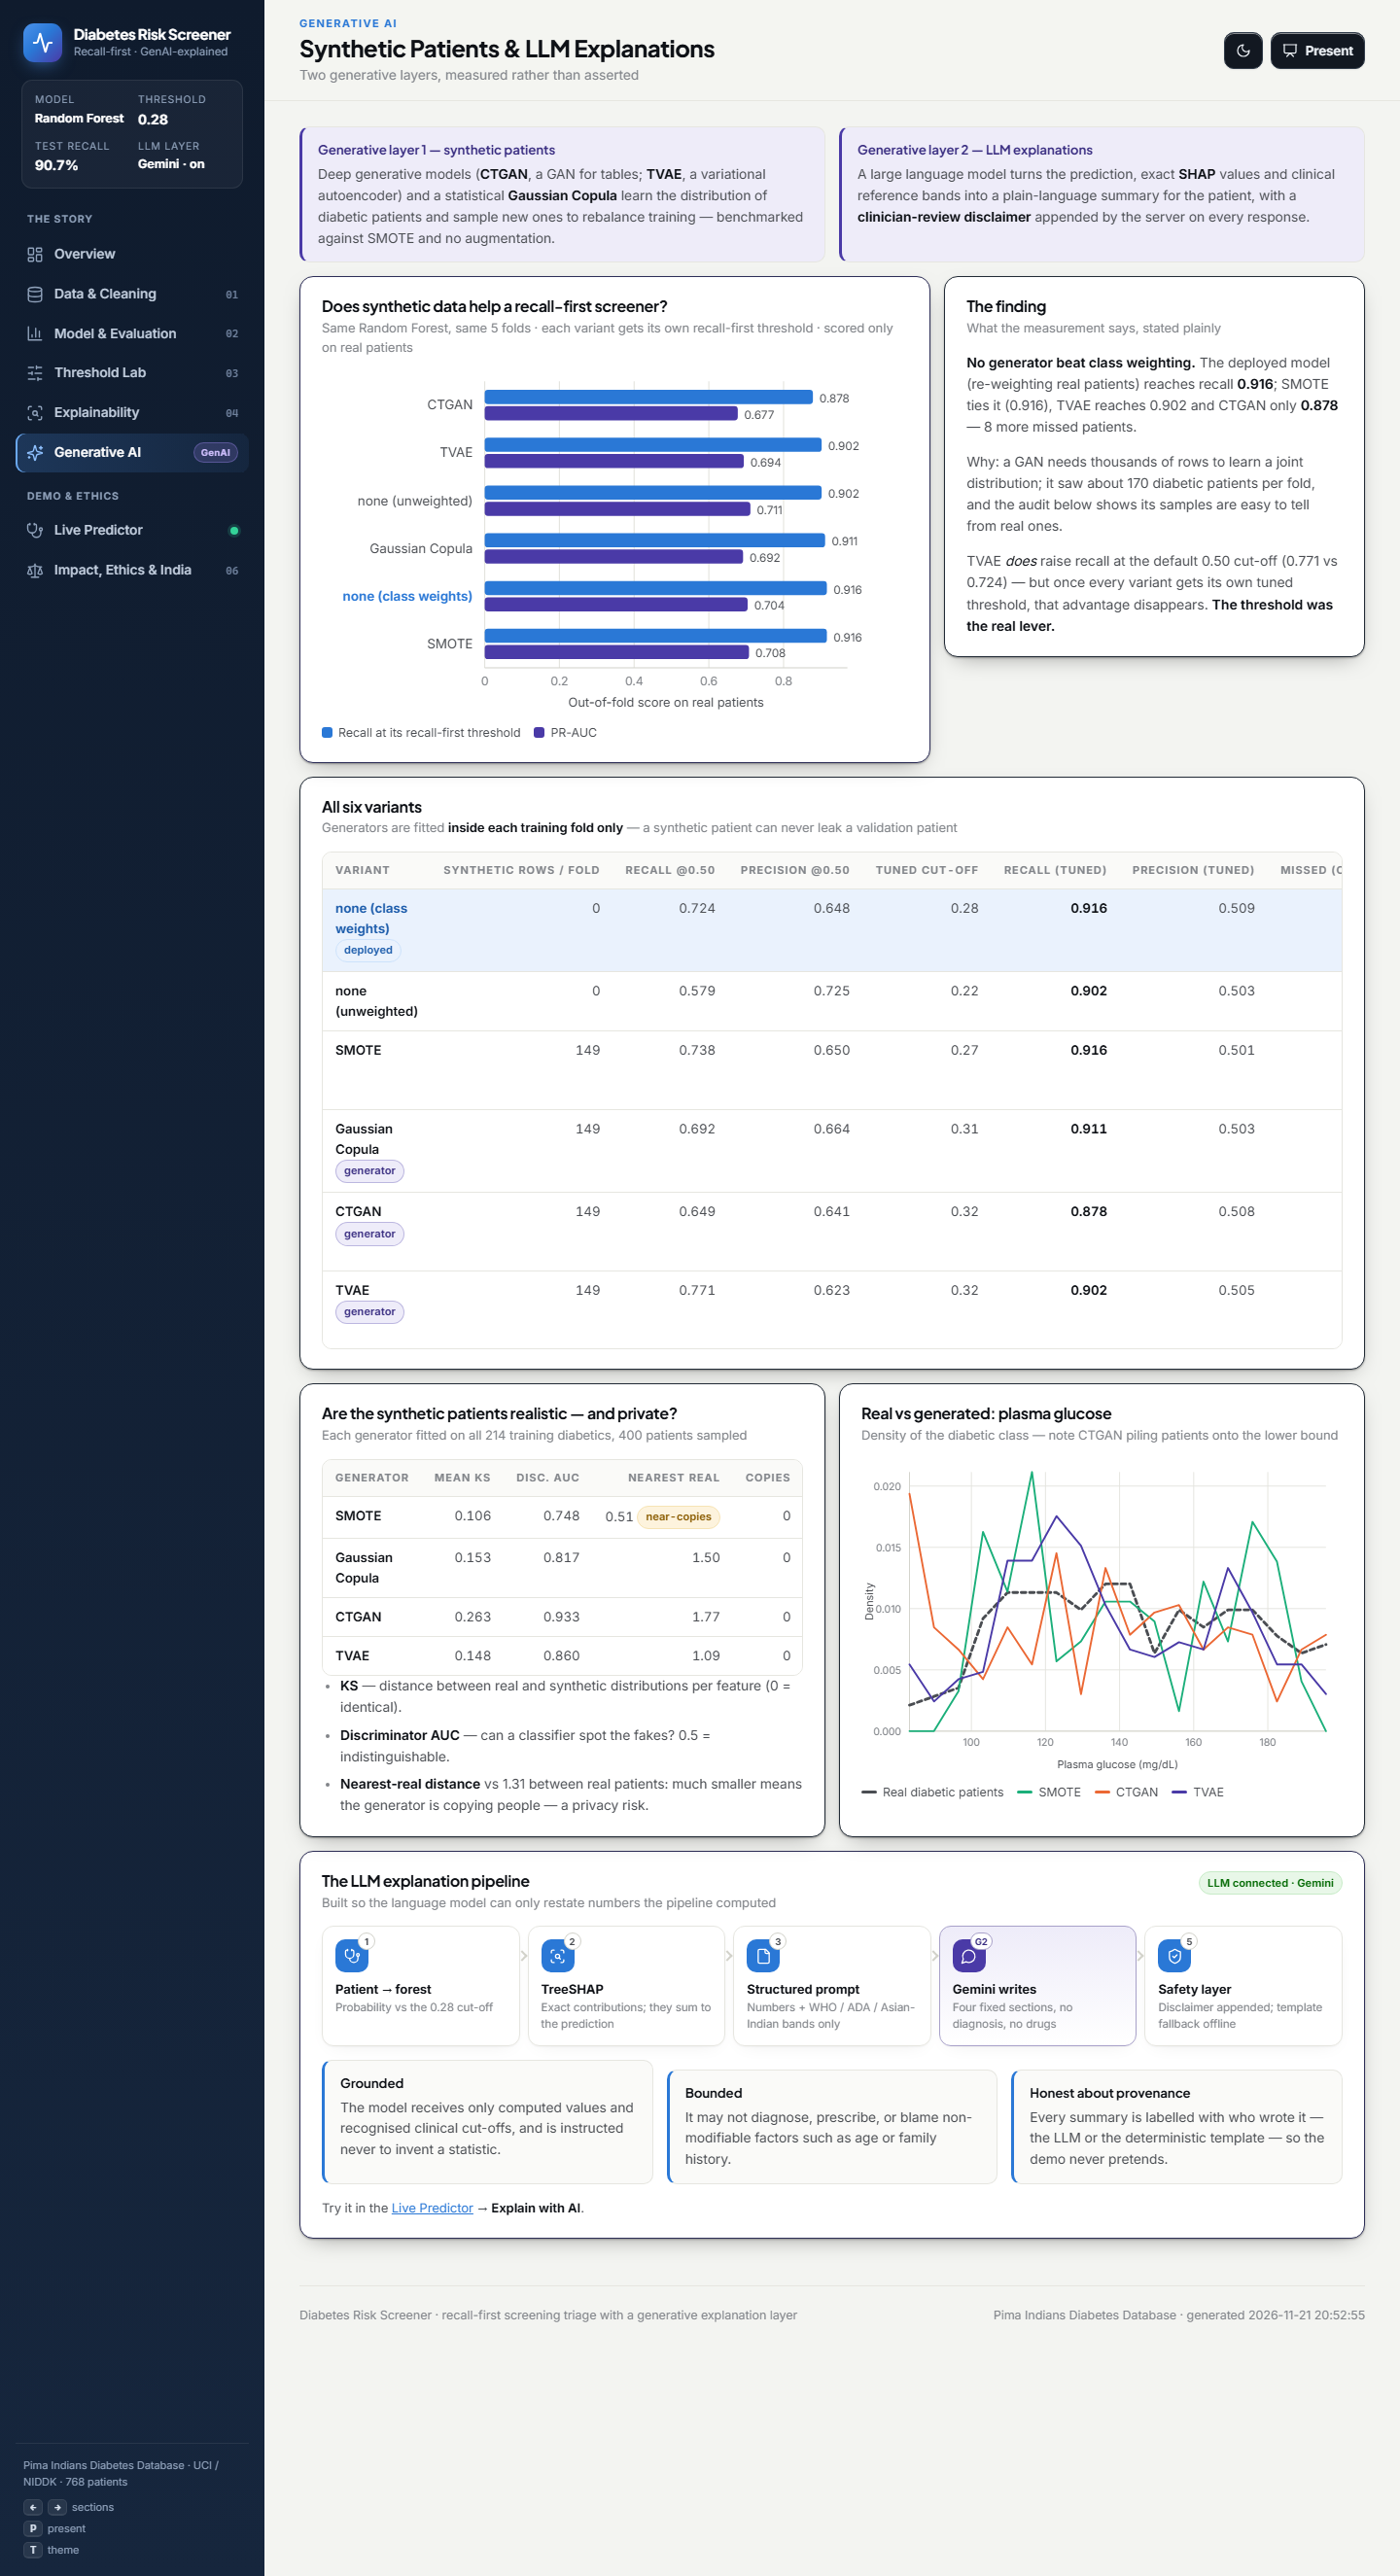 Diabetes Risk Screener
Recall-first · GenAI-explained
MODEL
Random Forest
THRESHOLD
0.28
TEST RECALL
90.7%
LLM LAYER
Gemini · on
THE STORY
Overview
Data & Cleaning 01
Model & Evaluation 02
Threshold Lab 03
Explainability 04
Generative AI GenAI
DEMO & ETHICS
Live Predictor
Impact, Ethics & India 06
Pima Indians Diabetes Database · UCI /
NIDDK · 768 patients
← → sections
P present
T theme
GENERATIVE AI
Synthetic Patients & LLM Explanations
Two generative layers, measured rather than asserted
Present
Generative layer 1 — synthetic patients
Deep generative models (CTGAN, a GAN for tables; TVAE, a variational
autoencoder) and a statistical Gaussian Copula learn the distribution of
diabetic patients and sample new ones to rebalance training — benchmarked
against SMOTE and no augmentation.
Generative layer 2 — LLM explanations
A large language model turns the prediction, exact SHAP values and clinical
reference bands into a plain-language summary for the patient, with a
clinician-review disclaimer appended by the server on every response.
Does synthetic data help a recall-first screener?
Same Random Forest, same 5 folds · each variant gets its own recall-first threshold · scored only
on real patients
CTGAN 0.878
0.677
TVAE 0.902
0.694
none (unweighted) 0.902
0.711
Gaussian Copula 0.911
0.692
none (class weights) 0.916
0.704
SMOTE 0.916
0.708
0 0.2 0.4 0.6 0.8
Out-of-fold score on real patients
Recall at its recall-first threshold PR-AUC
The finding
What the measurement says, stated plainly
No generator beat class weighting. The deployed model
(re-weighting real patients) reaches recall 0.916; SMOTE
ties it (0.916), TVAE reaches 0.902 and CTGAN only 0.878
— 8 more missed patients.
Why: a GAN needs thousands of rows to learn a joint
distribution; it saw about 170 diabetic patients per fold,
and the audit below shows its samples are easy to tell
from real ones.
TVAE does raise recall at the default 0.50 cut-off (0.771 vs
0.724) — but once every variant gets its own tuned
threshold, that advantage disappears. The threshold was
the real lever.
All six variants
Generators are fitted inside each training fold only — a synthetic patient can never leak a validation patient
VARIANT SYNTHETIC ROWS / FOLD RECALL @0.50 PRECISION @0.50 TUNED CUT-OFF RECALL (TUNED) PRECISION (TUNED) MISSED (
none (class 0 0.724 0.648 0.28 0.916 0.509
weights)
deployed
none 0 0.579 0.725 0.22 0.902 0.503
(unweighted)
SMOTE 149 0.738 0.650 0.27 0.916 0.501
Gaussian 149 0.692 0.664 0.31 0.911 0.503
Copula
generator
CTGAN 149 0.649 0.641 0.32 0.878 0.508
generator
TVAE 149 0.771 0.623 0.32 0.902 0.505
generator
Are the synthetic patients realistic — and private?
Each generator fitted on all 214 training diabetics, 400 patients sampled
GENERATOR MEAN KS DISC. AUC NEAREST REAL COPIES
SMOTE 0.106 0.748 0.51 near-copies 0
Gaussian 0.153 0.817 1.50 0
Copula
CTGAN 0.263 0.933 1.77 0
TVAE 0.148 0.860 1.09 0
• KS — distance between real and synthetic distributions per feature (0 =
identical).
• Discriminator AUC — can a classifier spot the fakes? 0.5 =
indistinguishable.
• Nearest-real distance vs 1.31 between real patients: much smaller means
the generator is copying people — a privacy risk.
Real vs generated: plasma glucose
Density of the diabetic class — note CTGAN piling patients onto the lower bound
Density
0.020
0.015
0.010
0.005
0.000
100 120 140 160 180
Plasma glucose (mg/dL)
Real diabetic patients SMOTE CTGAN TVAE
The LLM explanation pipeline
Built so the language model can only restate numbers the pipeline computed
LLM connected · Gemini
1
Patient → forest
Probability vs the 0.28 cut-off
2
TreeSHAP
Exact contributions; they sum to
the prediction
3
Structured prompt
Numbers + WHO / ADA / Asian-
Indian bands only
G2
Gemini writes
Four fixed sections, no
diagnosis, no drugs
5
Safety layer
Disclaimer appended; template
fallback offline
Grounded
The model receives only computed values and
recognised clinical cut-offs, and is instructed
never to invent a statistic.
Bounded
It may not diagnose, prescribe, or blame non-
modifiable factors such as age or family
history.
Honest about provenance
Every summary is labelled with who wrote it —
the LLM or the deterministic template — so the
demo never pretends.
Try it in the Live Predictor → Explain with AI.
Diabetes Risk Screener · recall-first screening triage with a generative explanation layer
Pima Indians Diabetes Database · generated 2026-11-21 20:52:55